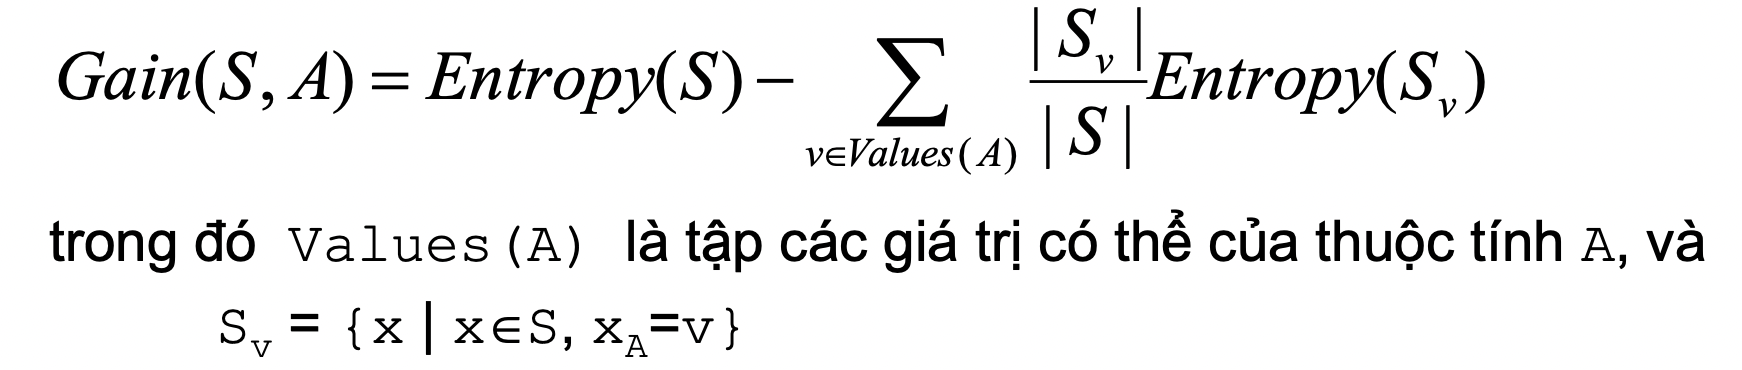 Gain(S, A) = Entropy(S) − ∑_{v∈Values(A)} |S_v| / |S| Entropy(S_v)
trong đó Values(A) là tập các giá trị có thể của thuộc tính A, và
S_v = {x | x∈S, x_A=v}